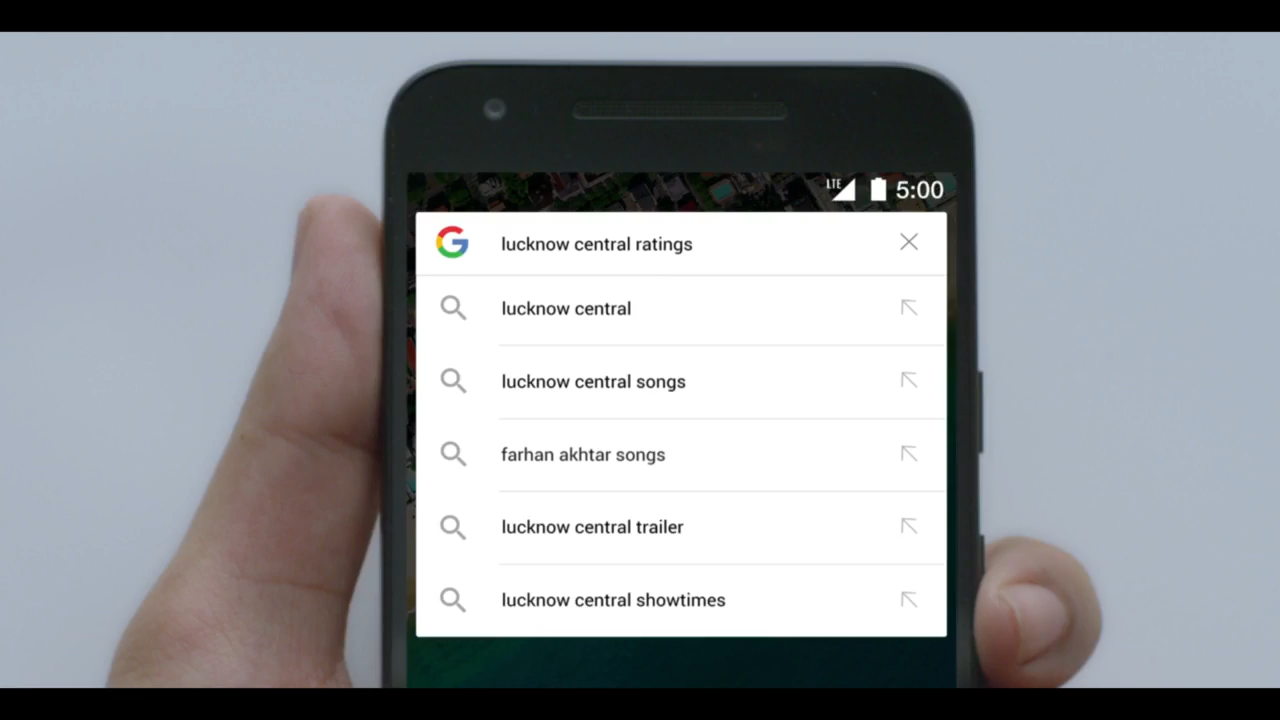 LTE 5:00
lucknow central ratings
lucknow central
lucknow central songs
farhan akhtar songs
lucknow central trailer
lucknow central showtimes